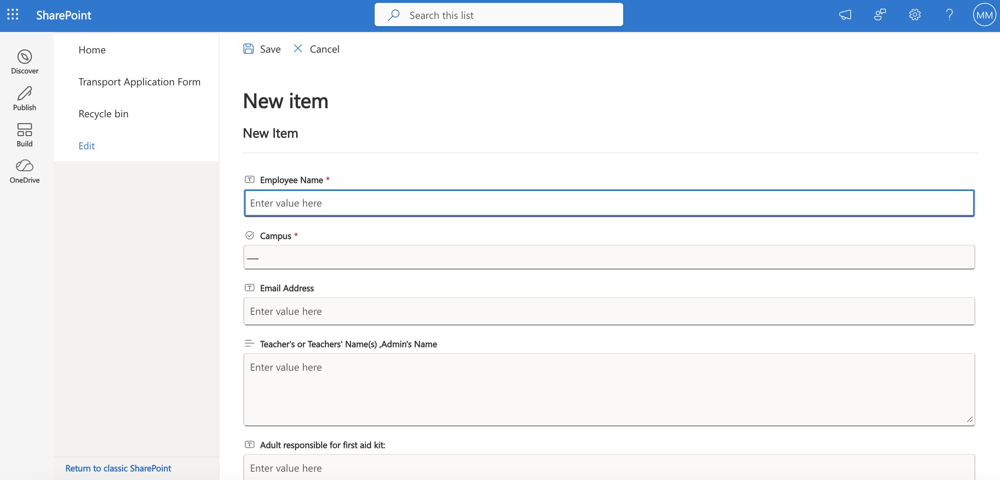 SharePoint
Search this list
MM
Discover
Publish
Build
OneDrive
Home
Transport Application Form
Recycle bin
Edit
Return to classic SharePoint
Save
Cancel
New item
New Item
Employee Name *
Enter value here
Campus *
—
Email Address
Enter value here
Teacher's or Teachers' Name(s) ,Admin's Name
Enter value here
Adult responsible for first aid kit:
Enter value here